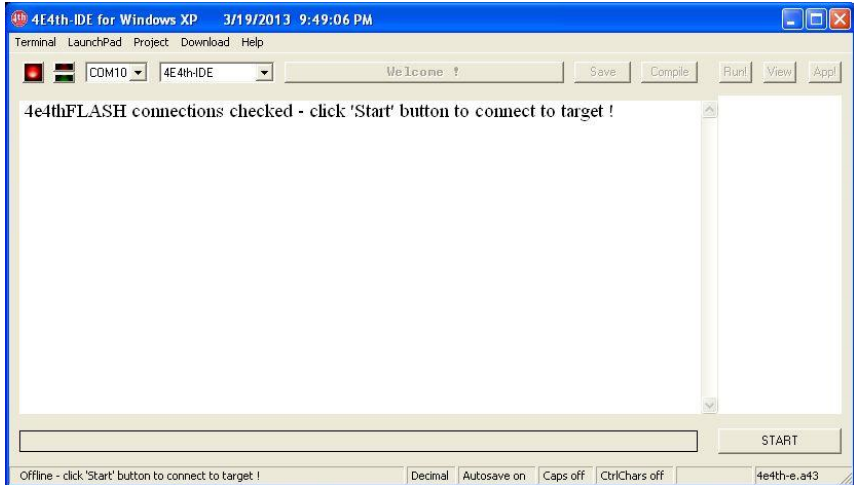 4th 4E4th-IDE for Windows XP 3/19/2013 9:49:06 PM
Terminal LaunchPad Project Download Help
COM10 4E4th-IDE Welcome ! Save Compile Run! View App!
4e4thFLASH connections checked - click 'Start' button to connect to target !
START
Offline - click 'Start' button to connect to target ! Decimal Autosave on Caps off CtrlChars off 4e4th-e.a43